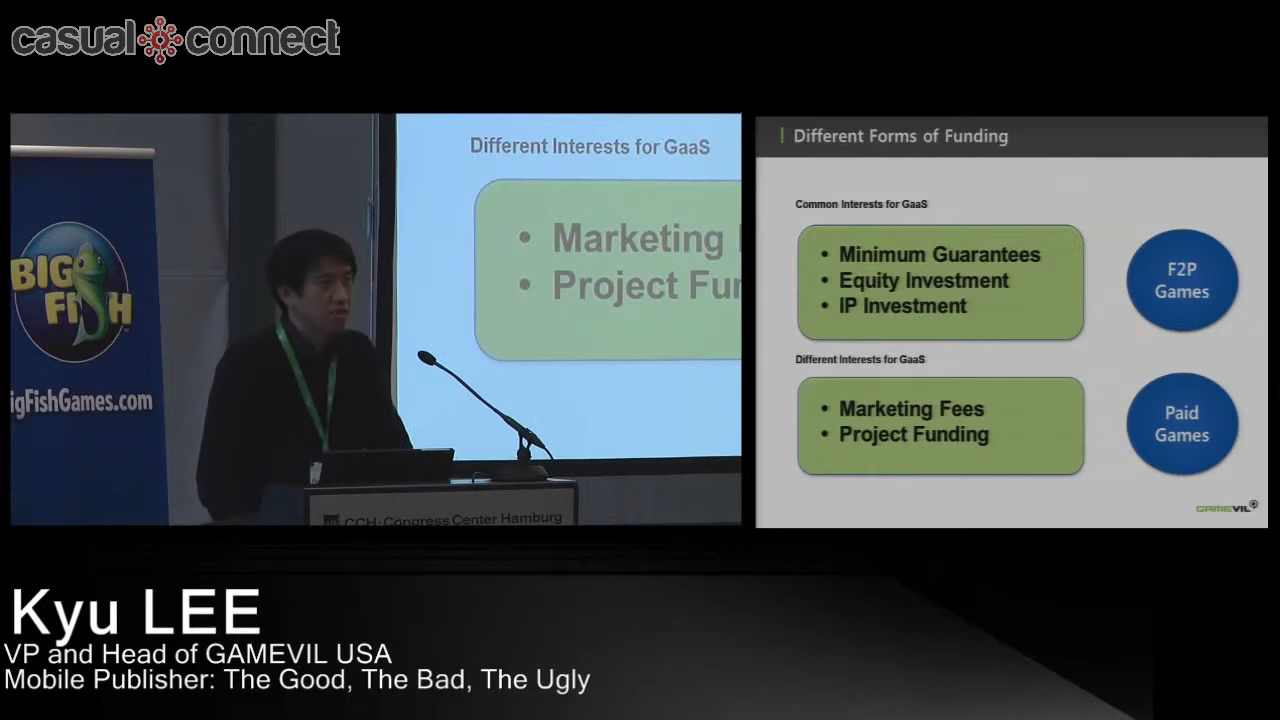 casual connect
BIG
FISH
igFishGames.com
Different Interests for GaaS
• Marketing
• Project Fun
CCH · Congress Center Hamburg
Different Forms of Funding
Common Interests for GaaS
• Minimum Guarantees
• Equity Investment
• IP Investment
F2P
Games
Different Interests for GaaS
• Marketing Fees
• Project Funding
Paid
Games
GAMEVIL
Kyu LEE
VP and Head of GAMEVIL USA
Mobile Publisher: The Good, The Bad, The Ugly